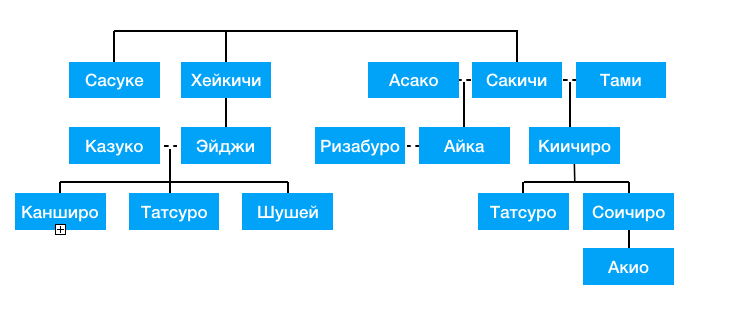 Сасуке
Хейкичи
Асако
Сакичи
Тами
Казуко
Эйджи
Ризабуро
Айка
Киичиро
Канширо
Татсуро
Шушей
Татсуро
Соичиро
Акио